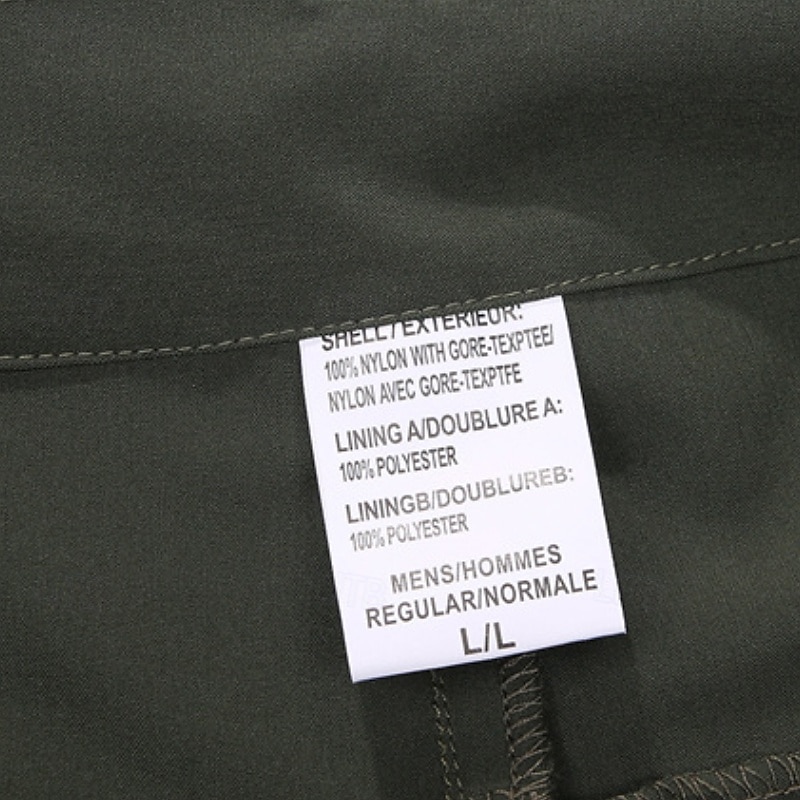 SHELL/EXTERIEUR:
100% NYLON WITH GORE-TEXPTEE/
NYLON AVEC GORE-TEXPTFE
LINING A/DOUBLURE A:
100% POLYESTER
LININGB/DOUBLUREB:
100% POLYESTER
MENS/HOMMES
REGULAR/NORMALE
L/L